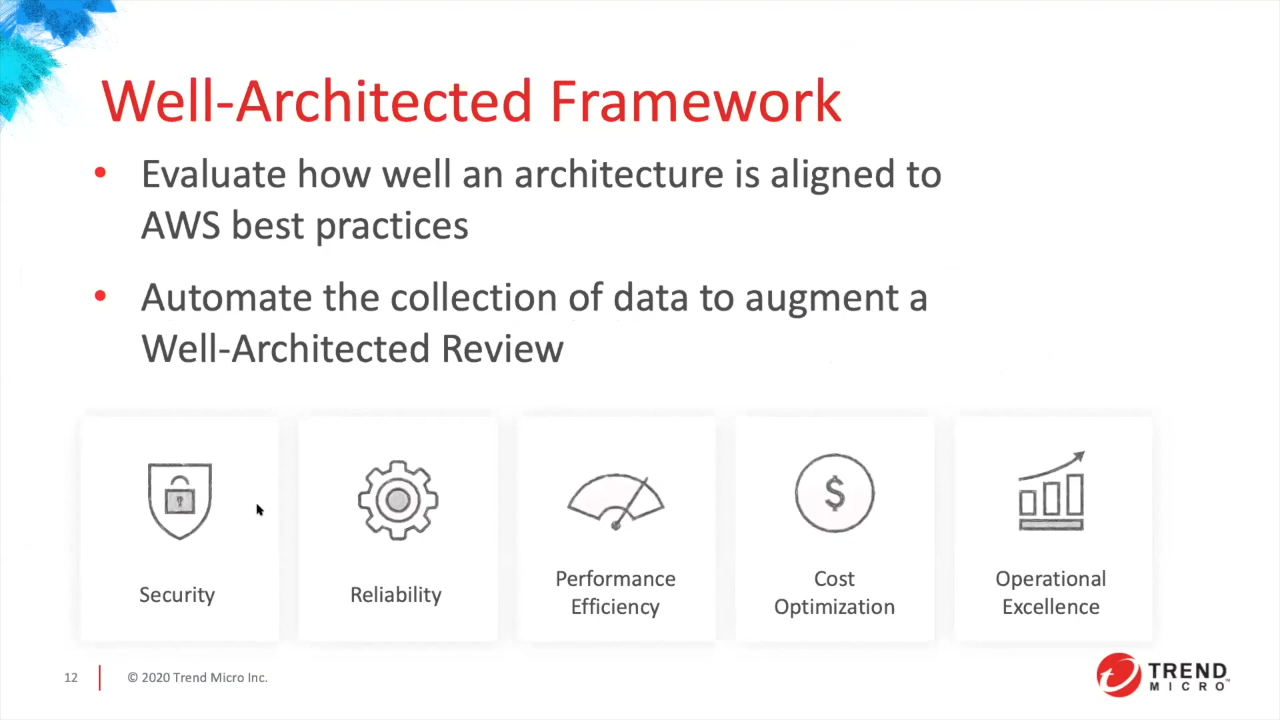 Well-Architected Framework
• Evaluate how well an architecture is aligned to
AWS best practices
• Automate the collection of data to augment a
Well-Architected Review
$
Security
Reliability
Performance
Efficiency
Cost
Optimization
Operational
Excellence
12
© 2020 Trend Micro Inc.
TREND
MICRO™